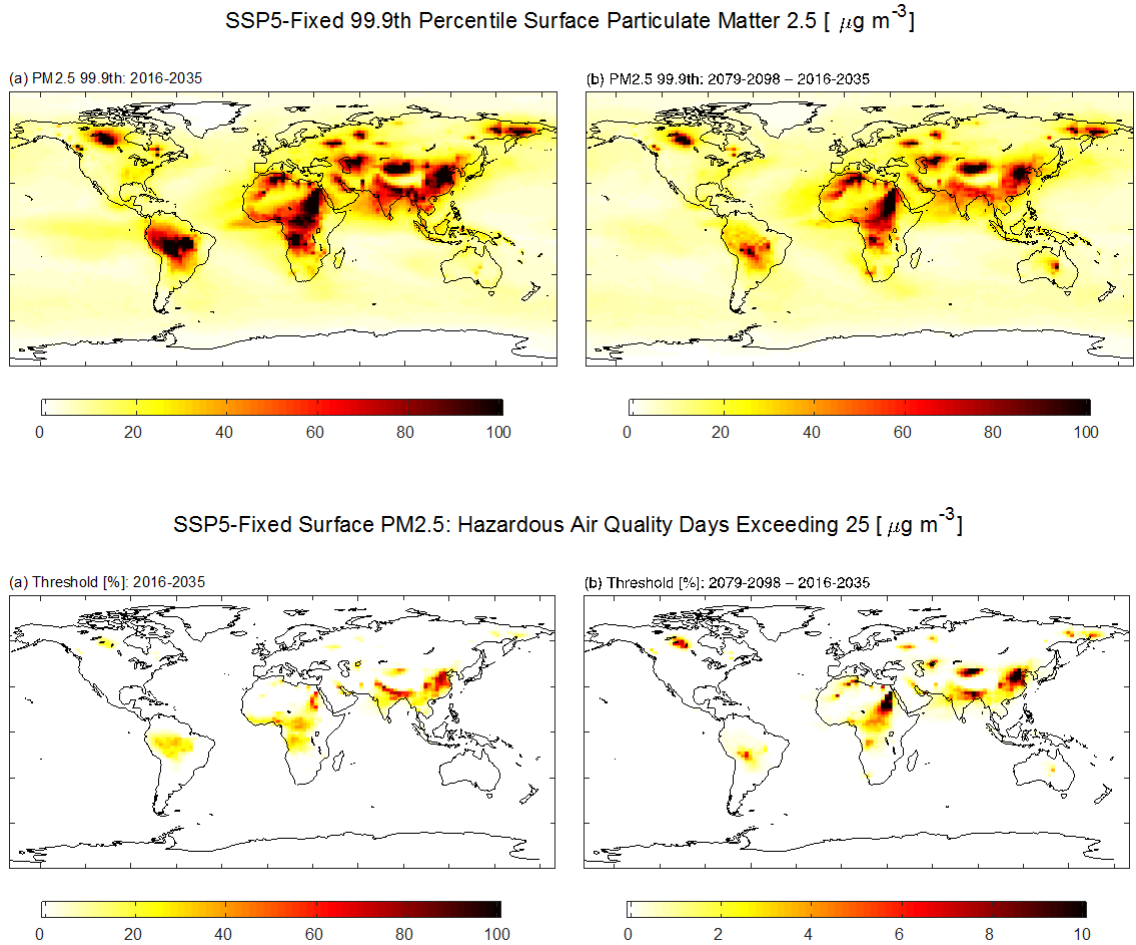 SSP5-Fixed 99.9th Percentile Surface Particulate Matter 2.5 [ μg m⁻³]
(a) PM2.5 99.9th: 2016-2035
(b) PM2.5 99.9th: 2079-2098 – 2016-2035
0 20 40 60 80 100
0 20 40 60 80 100
SSP5-Fixed Surface PM2.5: Hazardous Air Quality Days Exceeding 25 [ μg m⁻³]
(a) Threshold [%]: 2016-2035
(b) Threshold [%]: 2079-2098 – 2016-2035
0 20 40 60 80 100
0 2 4 6 8 10